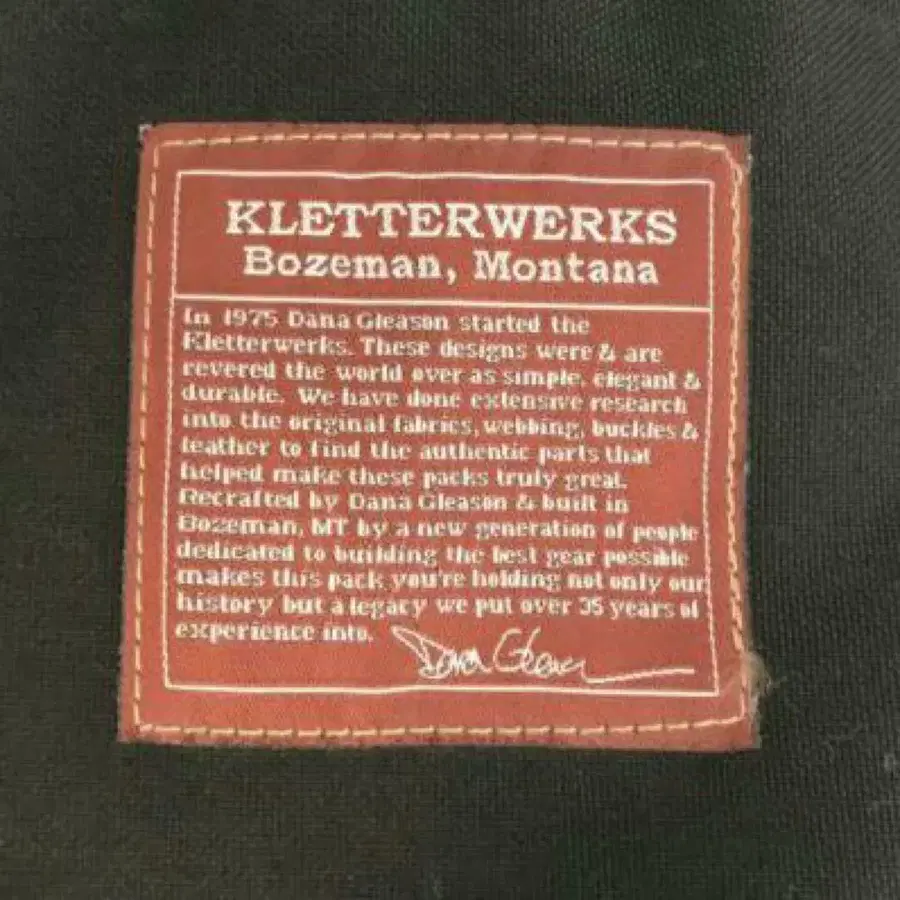 KLETTERWERKS
Bozeman, Montana
In 1975 Dana Gleason started the
Kletterwerks. These designs were & are
revered the world over as simple, elegant &
durable. We have done extensive research
into the original fabrics, webbing, buckles &
leather to find the authentic parts that
helped make these packs truly great.
Recrafted by Dana Gleason & built in
Bozeman, MT by a new generation of people
dedicated to building the best gear possible
makes this pack you're holding not only our
history but a legacy we put over 35 years of
experience into.
Dana Gleason